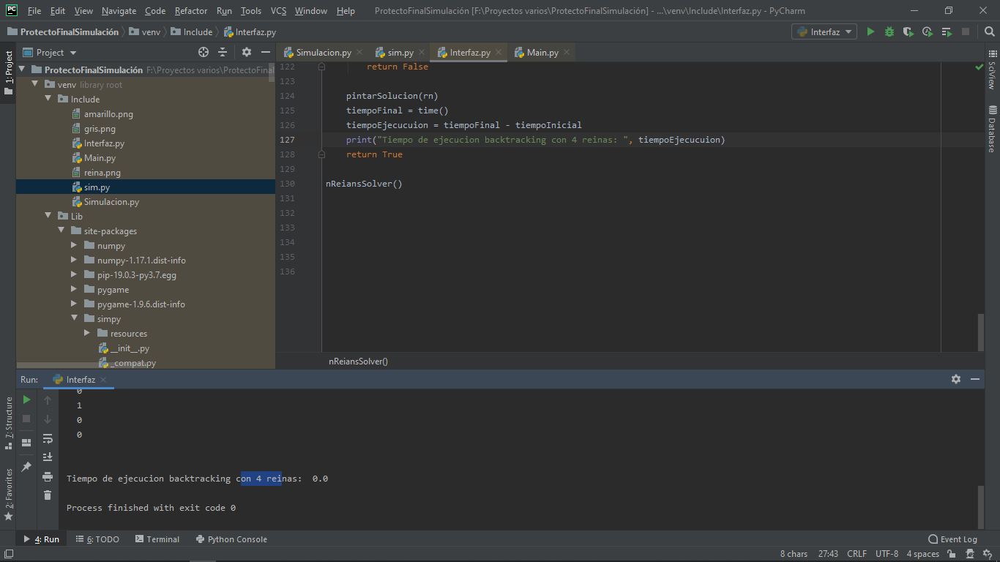 PC File Edit View Navigate Code Refactor Run Tools VCS Window Help ProtectoFinalSimulación [F:\Proyectos varios\ProtectoFinalSimulación] - ...\venv\Include\Interfaz.py - PyCharm
ProtectoFinalSimulación venv Include Interfaz.py Interfaz
Project Simulacion.py sim.py Interfaz.py Main.py
1: Project
SciView
Database
ProtectoFinalSimulación F:\Proyectos varios\ProtectoFinal
venv library root
Include
amarillo.png
gris.png
Interfaz.py
Main.py
reina.png
sim.py
Simulacion.py
Lib
site-packages
numpy
numpy-1.17.1.dist-info
pip-19.0.3-py3.7.egg
pygame
pygame-1.9.6.dist-info
simpy
resources
__init__.py
_compat.py
122 return False
123
124 pintarSolucion(rn)
125 tiempoFinal = time()
126 tiempoEjecucuion = tiempoFinal - tiempoInicial
127 print("Tiempo de ejecucion backtracking con 4 reinas: ", tiempoEjecucuion)
128 return True
129
130 nReiansSolver()
131
132
133
134
135
136
nReiansSolver()
Run: Interfaz
7: Structure
2: Favorites
0
1
0
0
Tiempo de ejecucion backtracking con 4 reinas:  0.0
Process finished with exit code 0
4: Run 6: TODO Terminal Python Console Event Log
8 chars 27:43 CRLF UTF-8 4 spaces